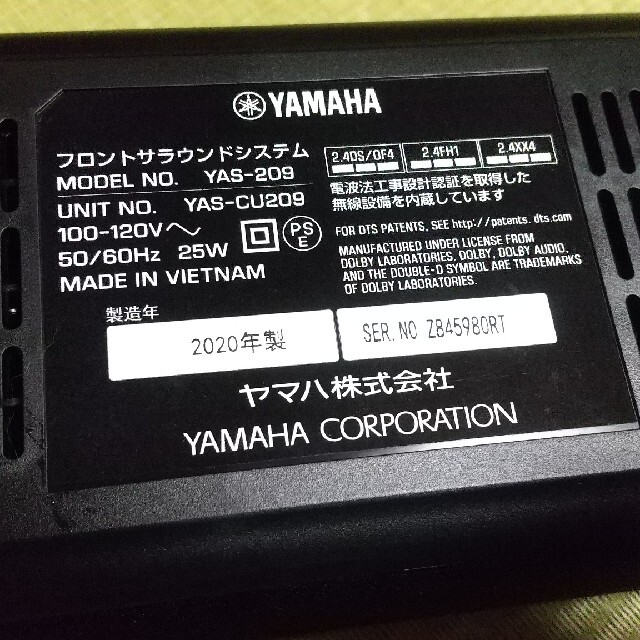 YAMAHA
フロントサラウンドシステム
MODEL NO. YAS-209
UNIT NO. YAS-CU209
100-120V～
50/60Hz 25W
PS
E
MADE IN VIETNAM
2.4DS/OF4 2.4FH1 2.4XX4
電波法工事設計認証を取得した
無線設備を内蔵しています
FOR DTS PATENTS, SEE http://patents.dts.com
MANUFACTURED UNDER LICENSE FROM
DOLBY LABORATORIES. DOLBY, DOLBY AUDIO,
AND THE DOUBLE-D SYMBOL ARE TRADEMARKS
OF DOLBY LABORATORIES.
製造年
2020年製
SER. NO Z845980RT
ヤマハ株式会社
YAMAHA CORPORATION